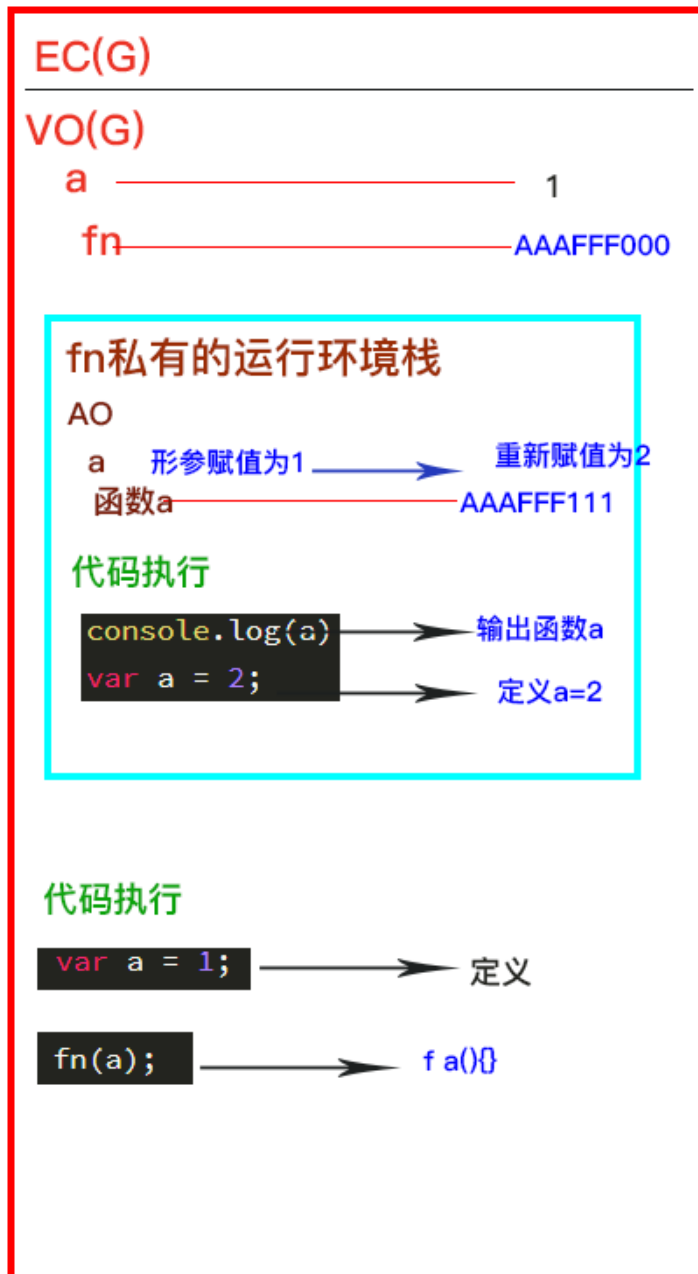 EC(G)
VO(G)
a 1
fn AAAFFF000
fn私有的运行环境栈
AO
a 形参赋值为1 重新赋值为2
函数a AAAFFF111
代码执行
console.log(a) 输出函数a
var a = 2; 定义a=2
代码执行
var a = 1; 定义
fn(a); f a(){}